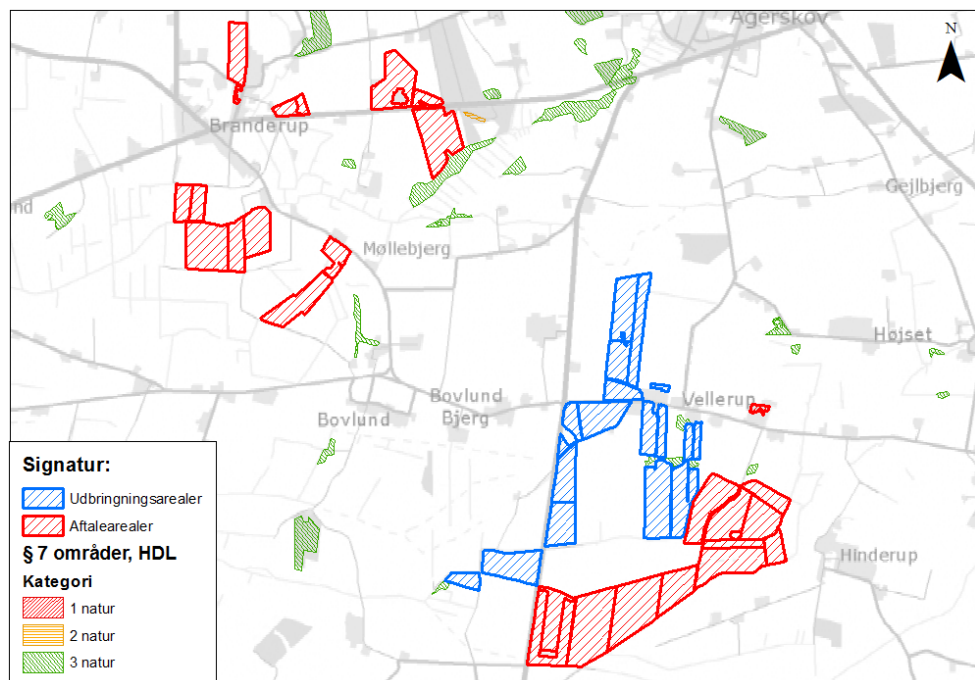 Agerskov
N
Branderup
Gejlbjerg
nd
Møllebjerg
Højset
Bovlund
Bjerg
Vellerup
Bovlund
Hinderup
Signatur:
Udbringningsarealer
Aftalearealer
§ 7 områder, HDL
Kategori
1 natur
2 natur
3 natur